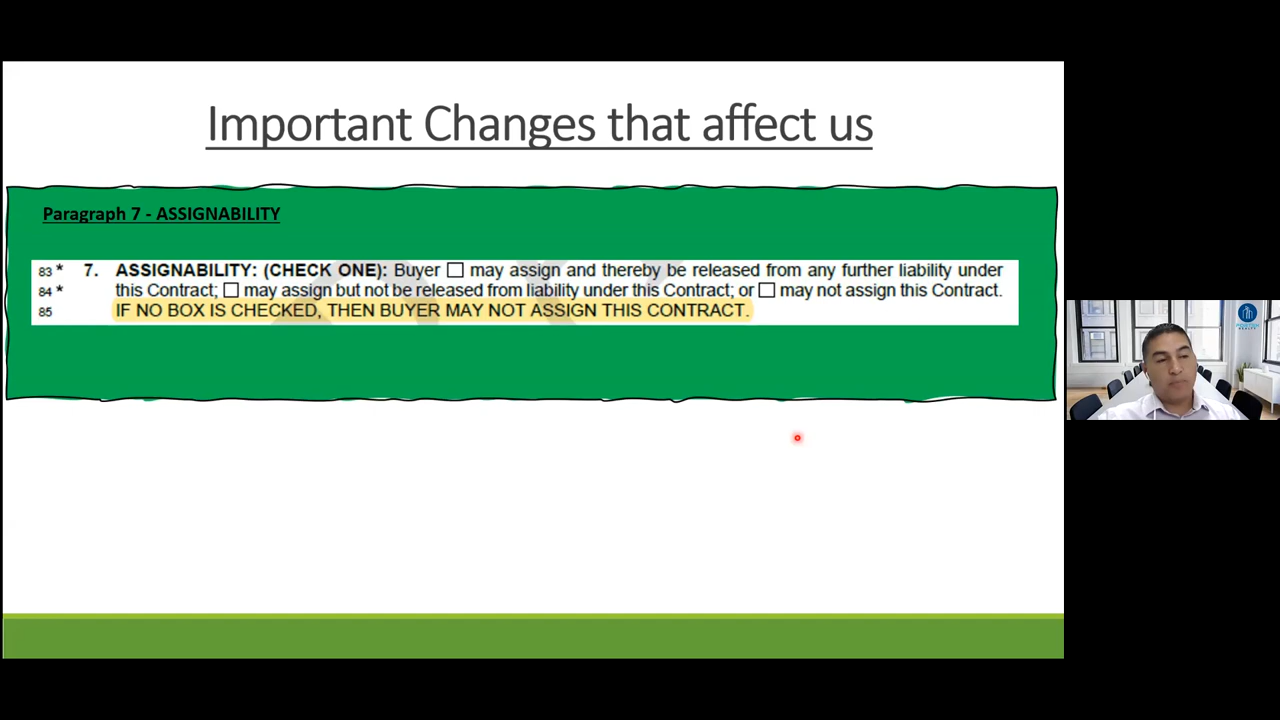 Important Changes that affect us
Paragraph 7 - ASSIGNABILITY
83 * 7. ASSIGNABILITY: (CHECK ONE): Buyer ☐ may assign and thereby be released from any further liability under
84 * this Contract; ☐ may assign but not be released from liability under this Contract; or ☐ may not assign this Contract.
85 IF NO BOX IS CHECKED, THEN BUYER MAY NOT ASSIGN THIS CONTRACT.